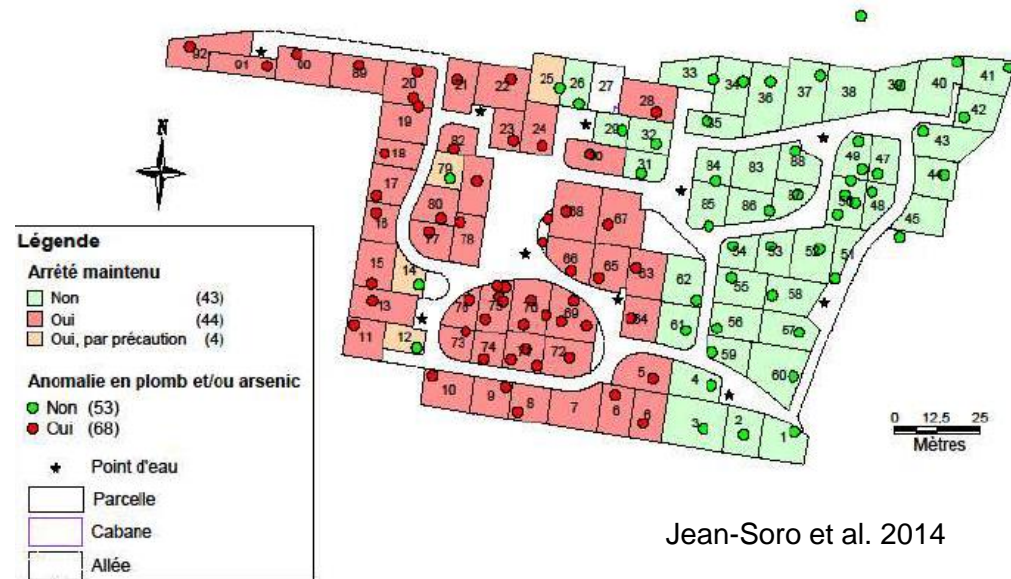 92 91 90 89 20 21 22 25 26 27 28 33 34 36 37 38 39 40 41
19 23 24 29 32 35 42
18 82 30 31 84 83 88 49 47 43
17 79 85 86 87 50 48 44
16 80 77 78 68 67 45
15 14 66 65 63 62 54 53 52 51
13 75 70 69 64 61 55 58
11 12 73 74 71 72 56 57
10 9 8 7 6 6 5 4 59 60
3 2 1
N
Légende
Arrêté maintenu
Non (43)
Oui (44)
Oui, par précaution (4)
Anomalie en plomb et/ou arsenic
Non (53)
Oui (68)
Point d'eau
Parcelle
Cabane
Allée
0 12,5 25
Mètres
Jean-Soro et al. 2014